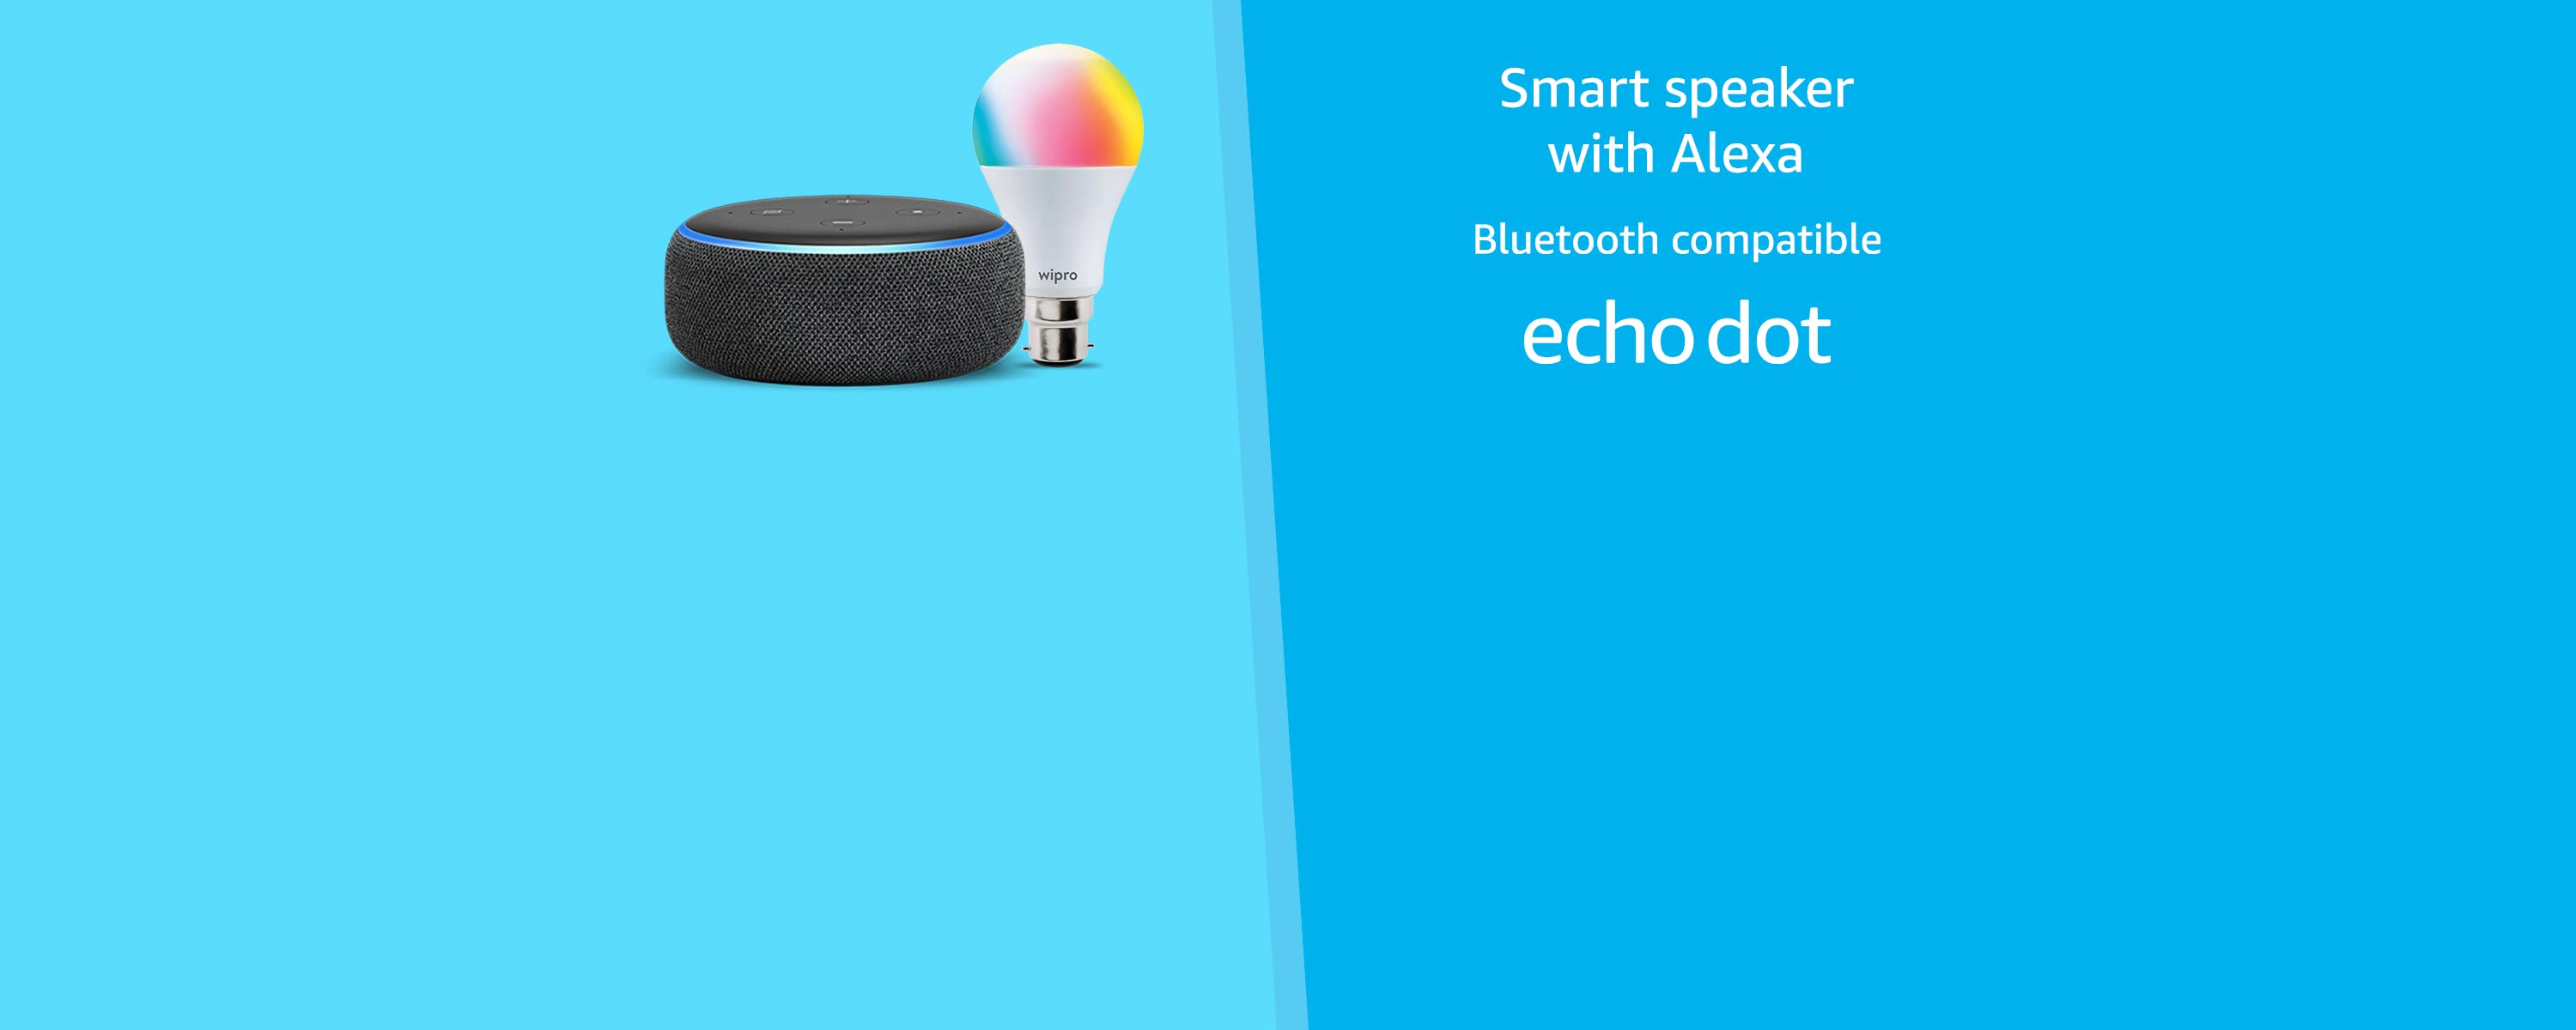 wipro
Smart speaker
with Alexa
Bluetooth compatible
echo dot